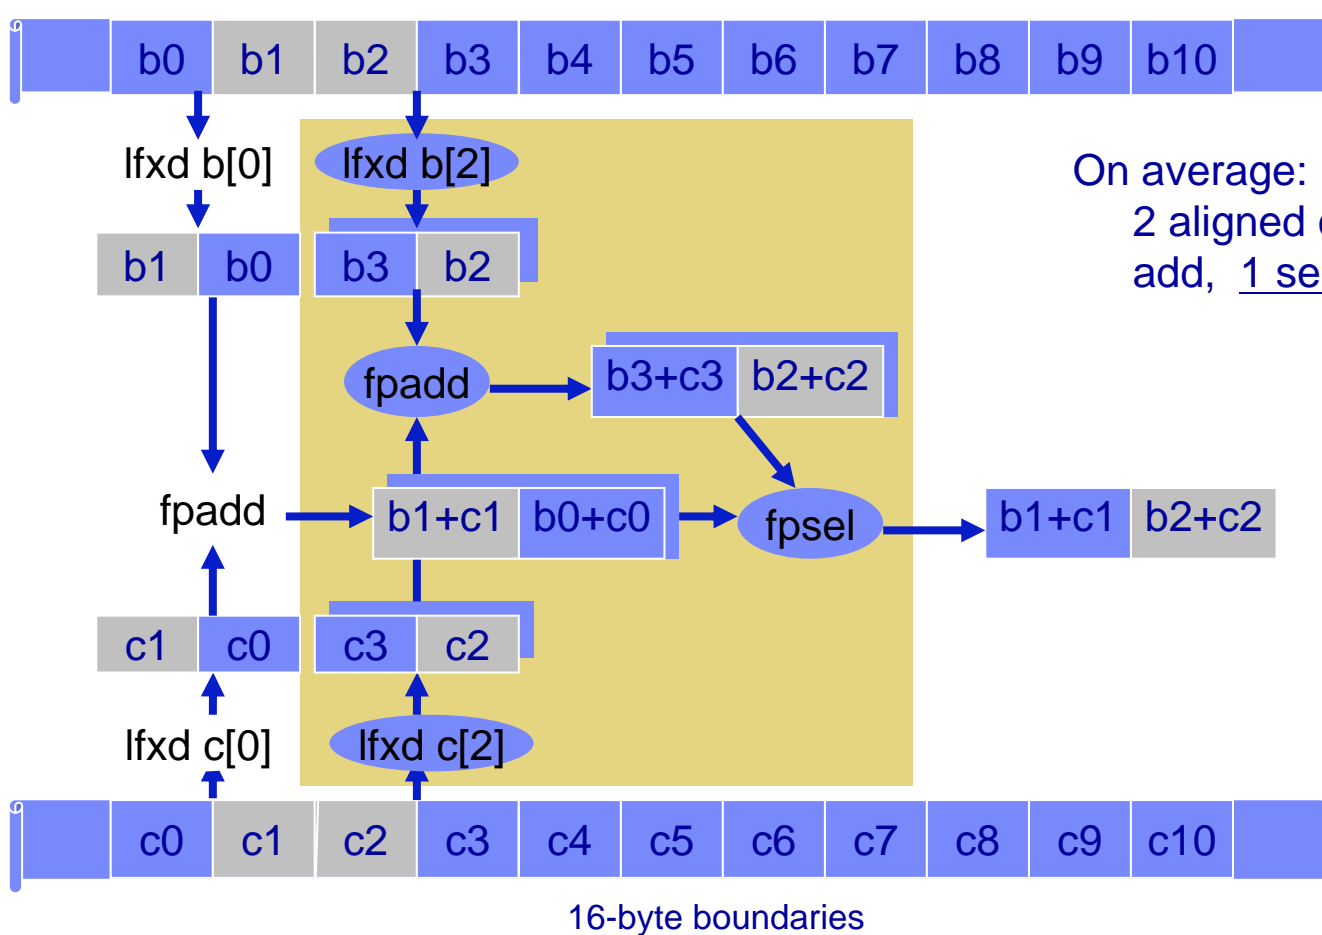 b0 b1 b2 b3 b4 b5 b6 b7 b8 b9 b10
lfxd b[0] lfxd b[2]
On average:
2 aligned
add, 1
b1 b0 b3 b2
fpadd b3+c3 b2+c2
fpadd b1+c1 b0+c0 fpsel b1+c1 b2+c2
c1 c0 c3 c2
lfxd c[0] lfxd c[2]
c0 c1 c2 c3 c4 c5 c6 c7 c8 c9 c10
16-byte boundaries